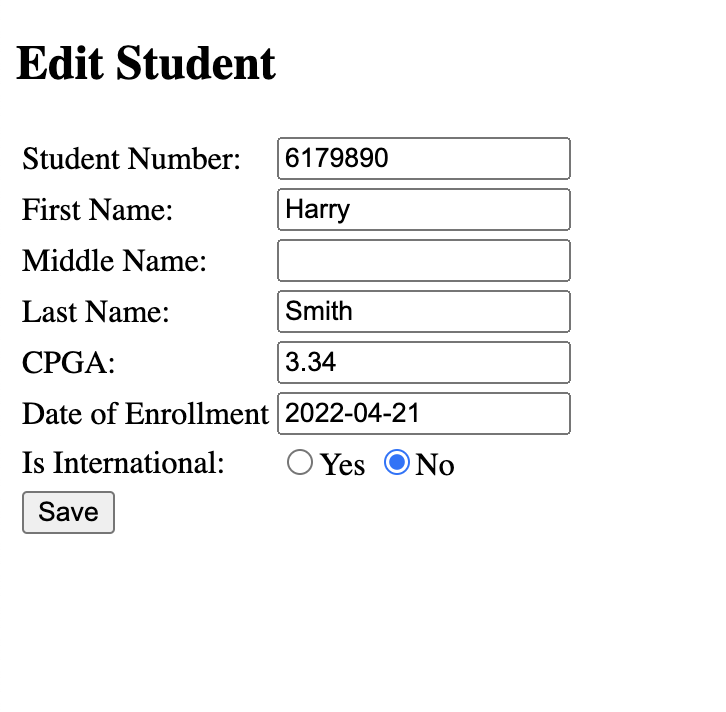 Edit Student
Student Number: 6179890
First Name: Harry
Middle Name:
Last Name: Smith
CPGA: 3.34
Date of Enrollment 2022-04-21
Is International: Yes No
Save